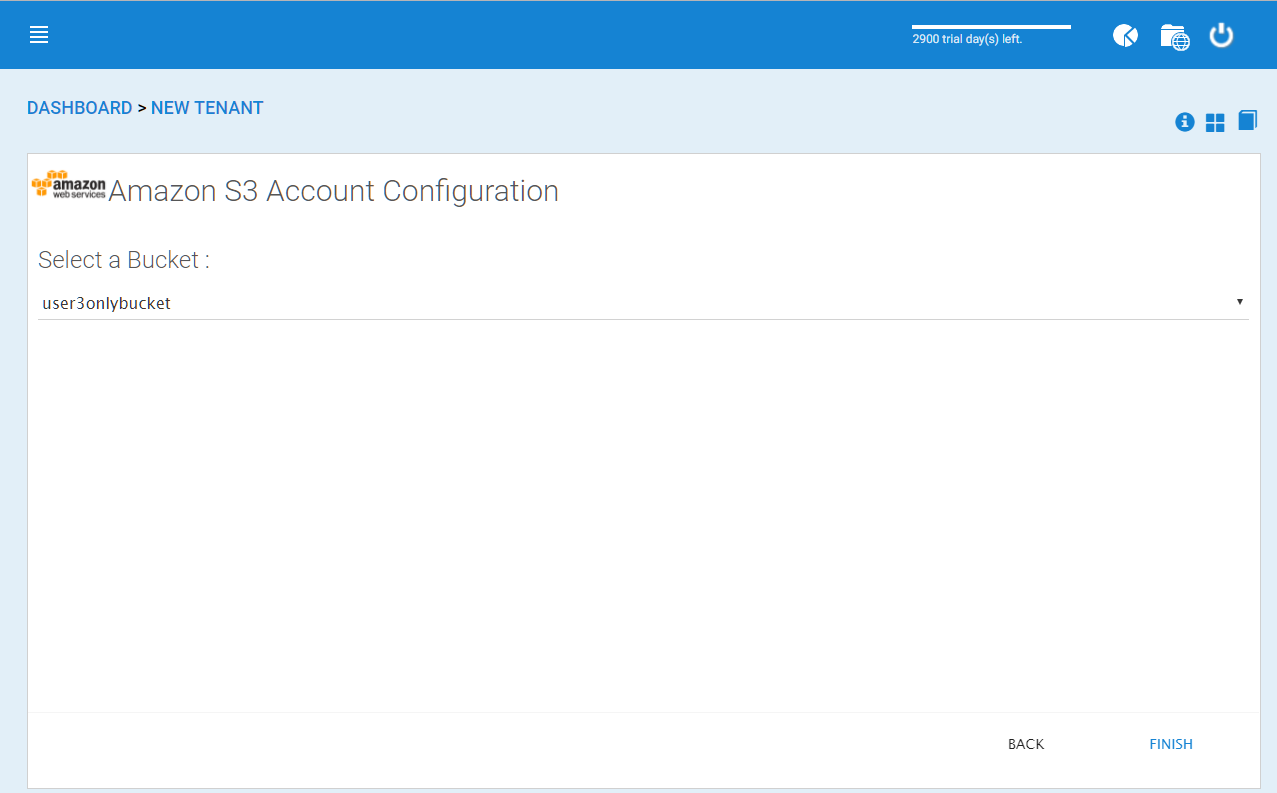 2900 trial day(s) left.
DASHBOARD > NEW TENANT
amazon
web services
Amazon S3 Account Configuration
Select a Bucket :
user3onlybucket
BACK
FINISH